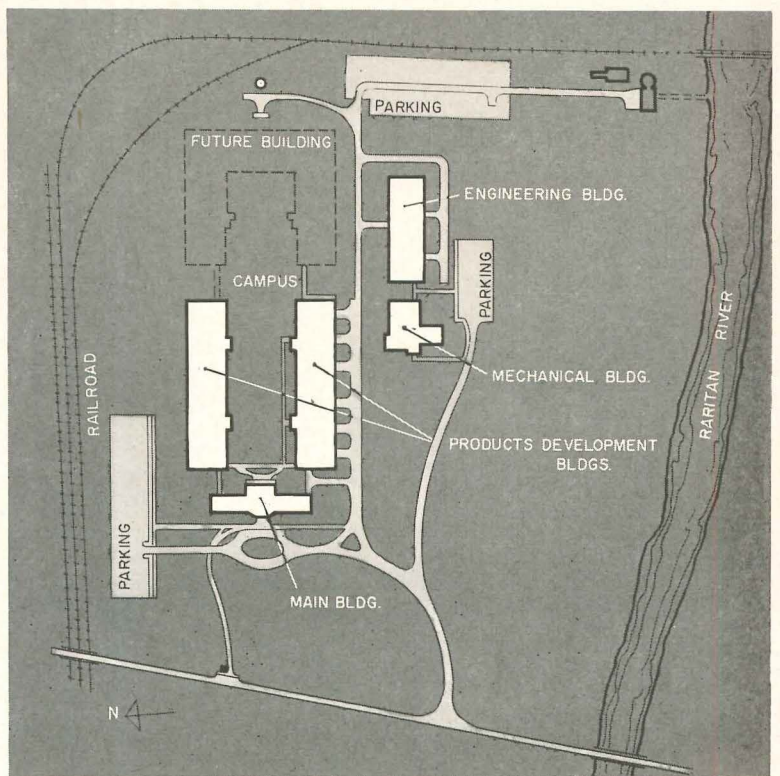 PARKING
FUTURE BUILDING
ENGINEERING BLDG.
CAMPUS
PARKING
RARITAN RIVER
MECHANICAL BLDG.
RAILROAD
PRODUCTS DEVELOPMENT
BLDGS.
PARKING
MAIN BLDG.
N